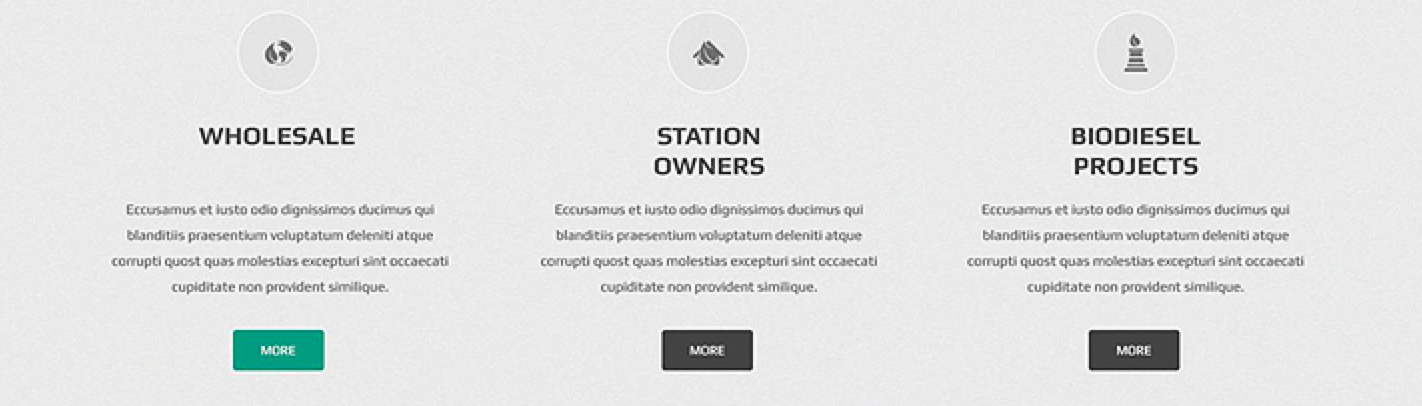 WHOLESALE
Eccusamus et iusto odio dignissimos ducimus qui
blanditiis praesentium voluptatum deleniti atque
corrupti quost quas molestias excepturi sint occaecati
cupiditate non provident similique.
MORE
STATION
OWNERS
Eccusamus et iusto odio dignissimos ducimus qui
blanditiis praesentium voluptatum deleniti atque
corrupti quost quas molestias excepturi sint occaecati
cupiditate non provident similique.
MORE
BIODIESEL
PROJECTS
Eccusamus et iusto odio dignissimos ducimus qui
blanditiis praesentium voluptatum deleniti atque
corrupti quost quas molestias excepturi sint occaecati
cupiditate non provident similique.
MORE